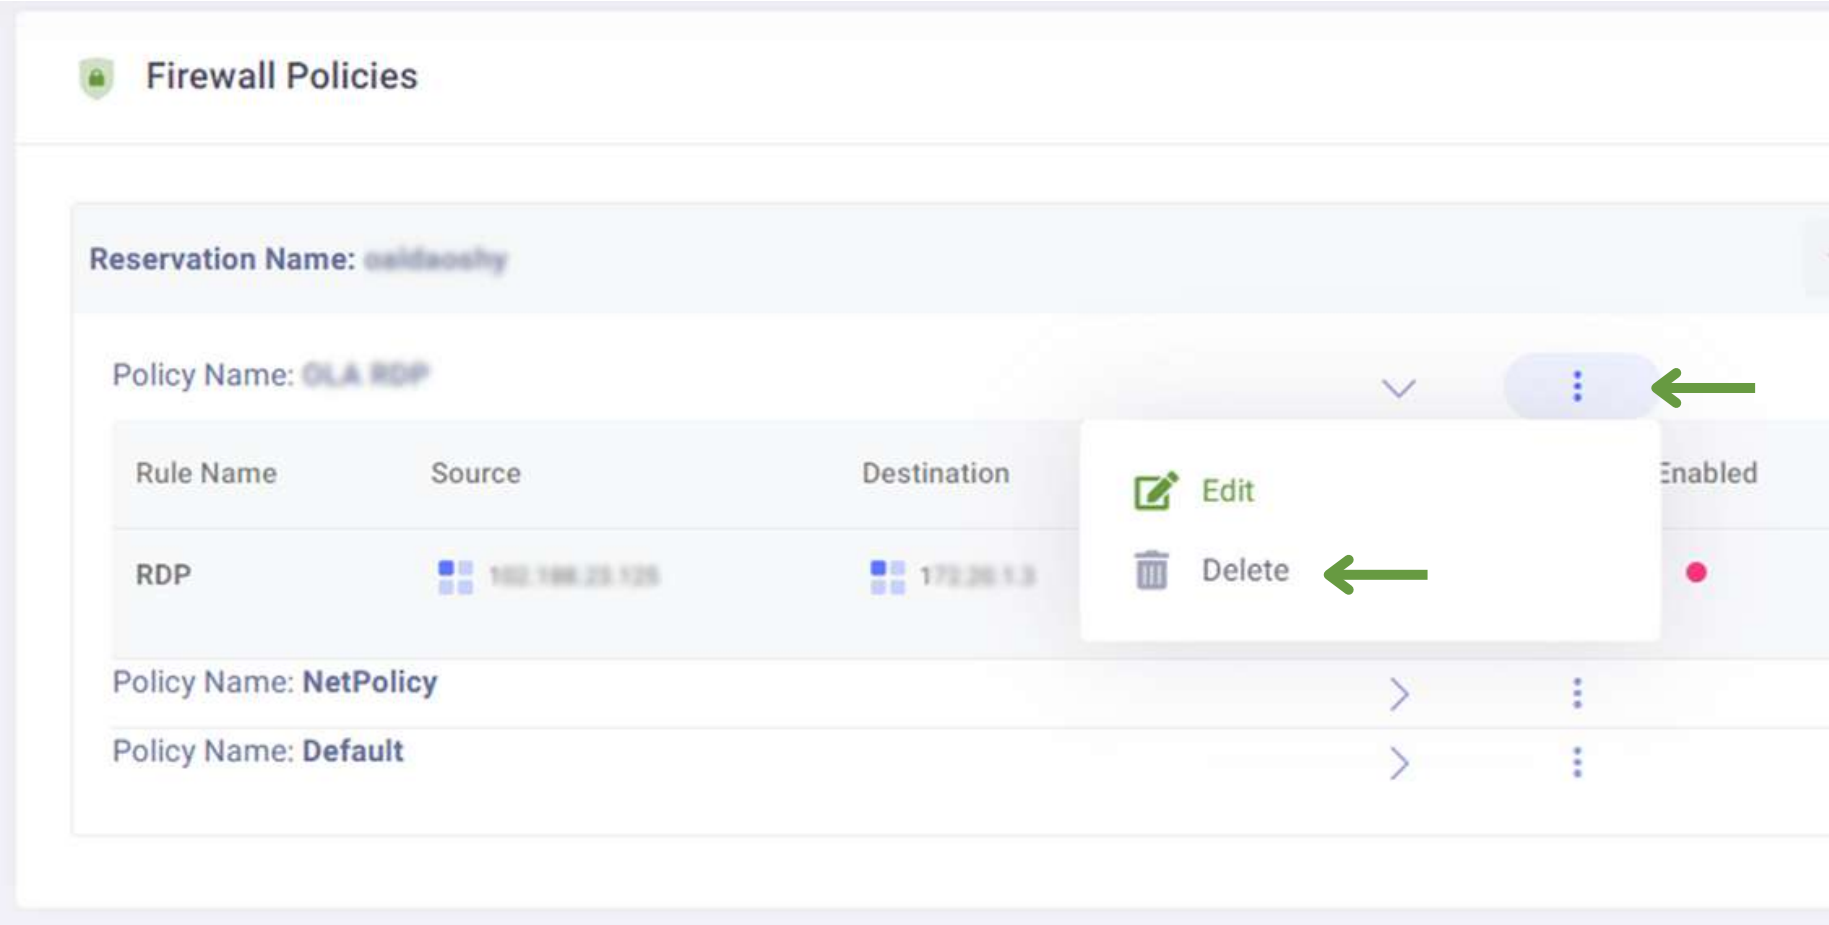 Firewall Policies
Reservation Name:
Policy Name:
Rule Name Source Destination Enabled
Edit
RDP
Delete
Policy Name: NetPolicy
Policy Name: Default